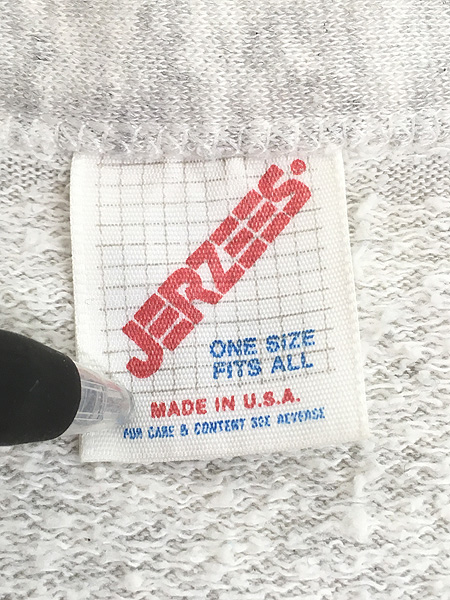 JERZEES
ONE SIZE
FITS ALL
MADE IN U.S.A.
FOR CARE & CONTENT SEE REVERSE